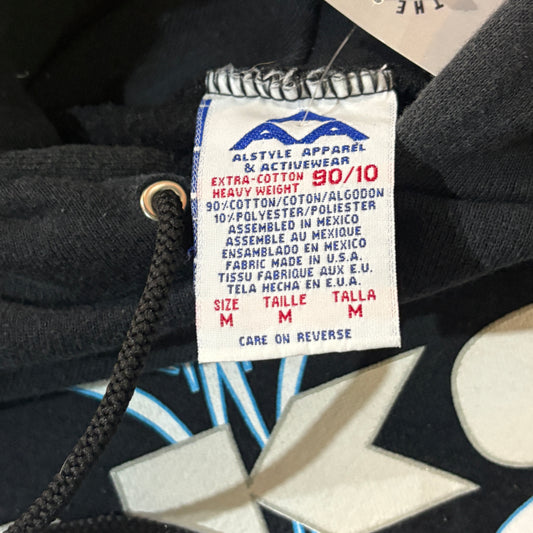 THE
ALSTYLE APPAREL
& ACTIVEWEAR
EXTRA-COTTON 90/10
HEAVY WEIGHT
90%COTTON/COTON/ALGODON
10%POLYESTER/POLIESTER
ASSEMBLED IN MEXICO
ASSEMBLE AU MEXIQUE
ENSAMBLADO EN MEXICO
FABRIC MADE IN U.S.A.
TISSU FABRIQUE AUX E.U.
TELA HECHA EN E.U.A.
SIZE TAILLE TALLA
M M M
CARE ON REVERSE